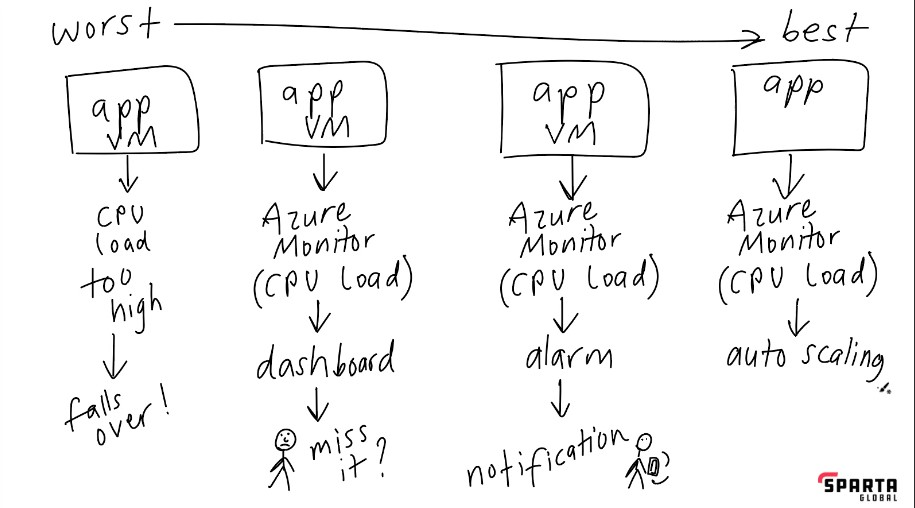 worst
best
app
VM
CPU
load
too
high
falls
over!
app
VM
Azure
Monitor
(CPU load)
dashboard
miss
it?
app
VM
Azure
Monitor
(CPU load)
alarm
notification
app
Azure
Monitor
(CPU load)
auto scaling
SPARTA
GLOBAL